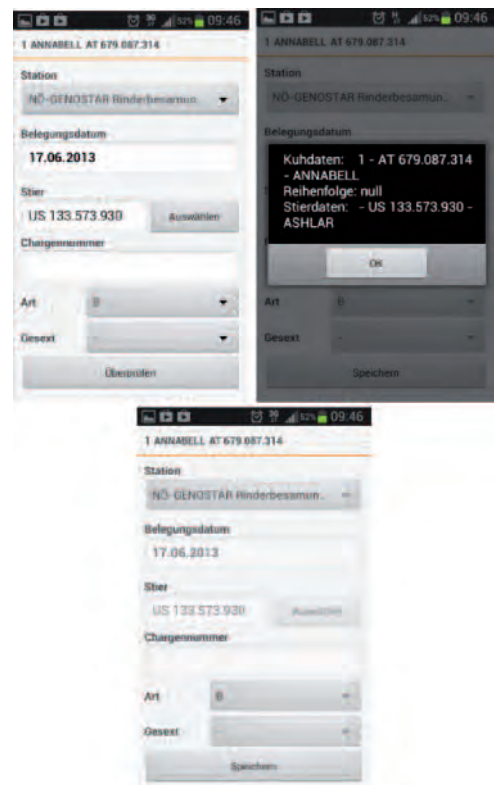 52% 09:46
1 ANNABELL AT 679.087.314
Station
NÖ-GENOSTAR Rinderbesamun
Belegungsdatum
17.06.2013
Stier
US 133.573.930 Auswählen
Chargennummer
Art B
Gesext -
Überprüfen
52% 09:46
1 ANNABELL AT 679.087.314
Station
NÖ-GENOSTAR Rinderbesamun..
Belegungsdatum
Kuhdaten: 1 - AT 679.087.314
- ANNABELL
Reihenfolge: null
Stierdaten: - US 133.573.930 -
ASHLAR
OK
Art B
Gesext -
Speichern
52% 09:46
1 ANNABELL AT 679.087.314
Station
NÖ-GENOSTAR Rinderbesamun..
Belegungsdatum
17.06.2013
Stier
US 133.573.930 Auswählen
Chargennummer
Art B
Gesext
Speichern